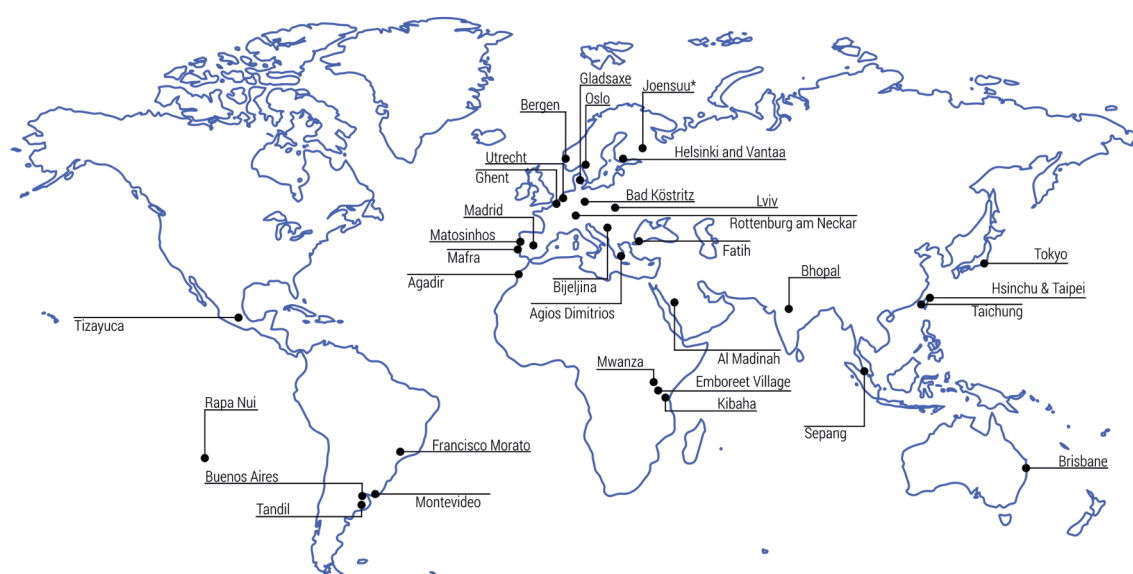 Gladsaxe
Joensuu*
Bergen
Oslo
Utrecht
Helsinki and Vantaa
Ghent
Bad Köstritz
Lviv
Madrid
Rottenburg am Neckar
Matosinhos
Mafra
Fatih
Tokyo
Agadir
Bijeljina
Bhopal
Hsinchu & Taipei
Agios Dimitrios
Taichung
Tizayuca
Al Madinah
Mwanza
Emboreet Village
Rapa Nui
Kibaha
Sepang
Francisco Morato
Brisbane
Buenos Aires
Montevideo
Tandil